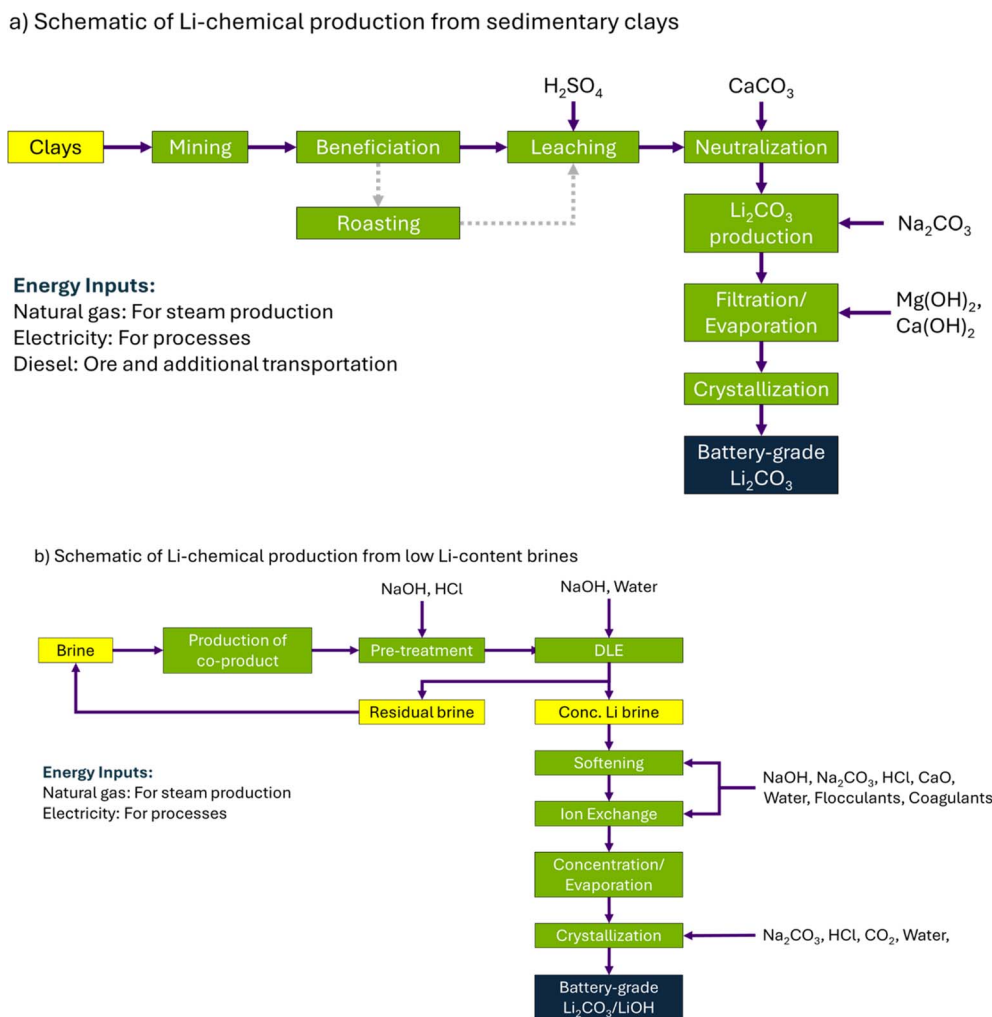 a) Schematic of Li-chemical production from sedimentary clays
H₂SO₄
CaCO₃
Clays
Mining
Beneficiation
Leaching
Neutralization
Roasting
Li₂CO₃
production
Na₂CO₃
Energy Inputs:
Natural gas: For steam production
Electricity: For processes
Diesel: Ore and additional transportation
Filtration/
Evaporation
Mg(OH)₂,
Ca(OH)₂
Crystallization
Battery-grade
Li₂CO₃
b) Schematic of Li-chemical production from low Li-content brines
NaOH, HCl
NaOH, Water
Brine
Production of
co-product
Pre-treatment
DLE
Residual brine
Conc. Li brine
Energy Inputs:
Natural gas: For steam production
Electricity: For processes
Softening
Ion Exchange
NaOH, Na₂CO₃, HCl, CaO,
Water, Flocculants, Coagulants
Concentration/
Evaporation
Crystallization
Na₂CO₃, HCl, CO₂, Water,
Battery-grade
Li₂CO₃/LiOH